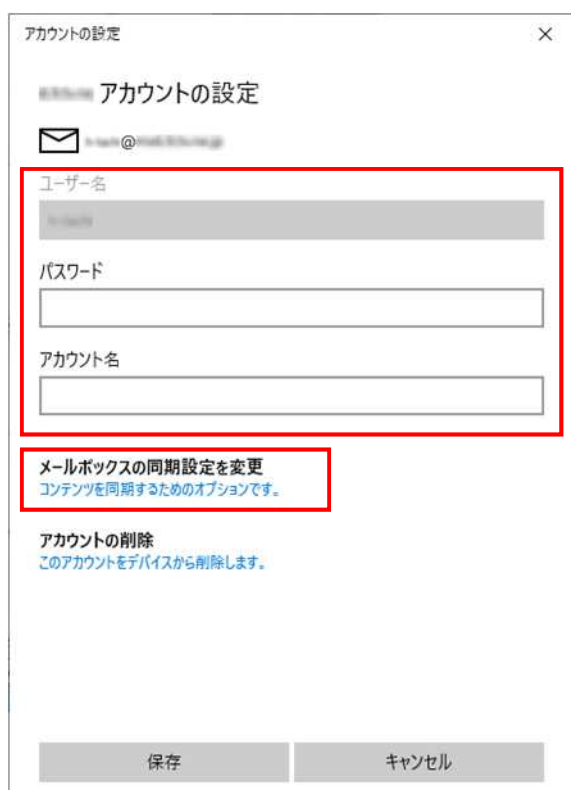 アカウントの設定
アカウントの設定
@
ユーザー名
パスワード
アカウント名
メールボックスの同期設定を変更
コンテンツを同期するためのオプションです。
アカウントの削除
このアカウントをデバイスから削除します。
保存
キャンセル